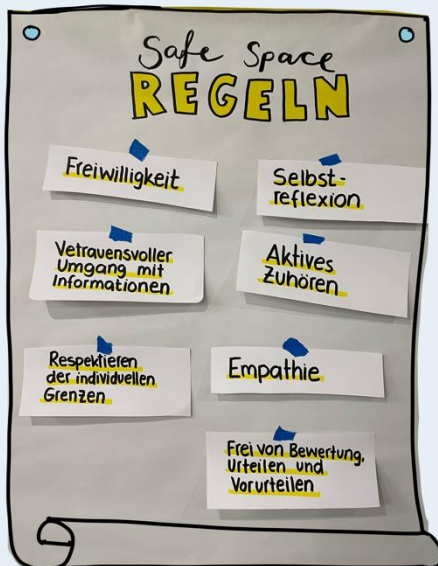 Safe Space
REGELN
Freiwilligkeit
Selbst-
reflexion
Vetrauensvoller
Umgang mit
Informationen
Aktives
Zuhören
Respektieren
der individuellen
Grenzen
Empathie
Frei von Bewertung,
Urteilen und
Vorurteilen